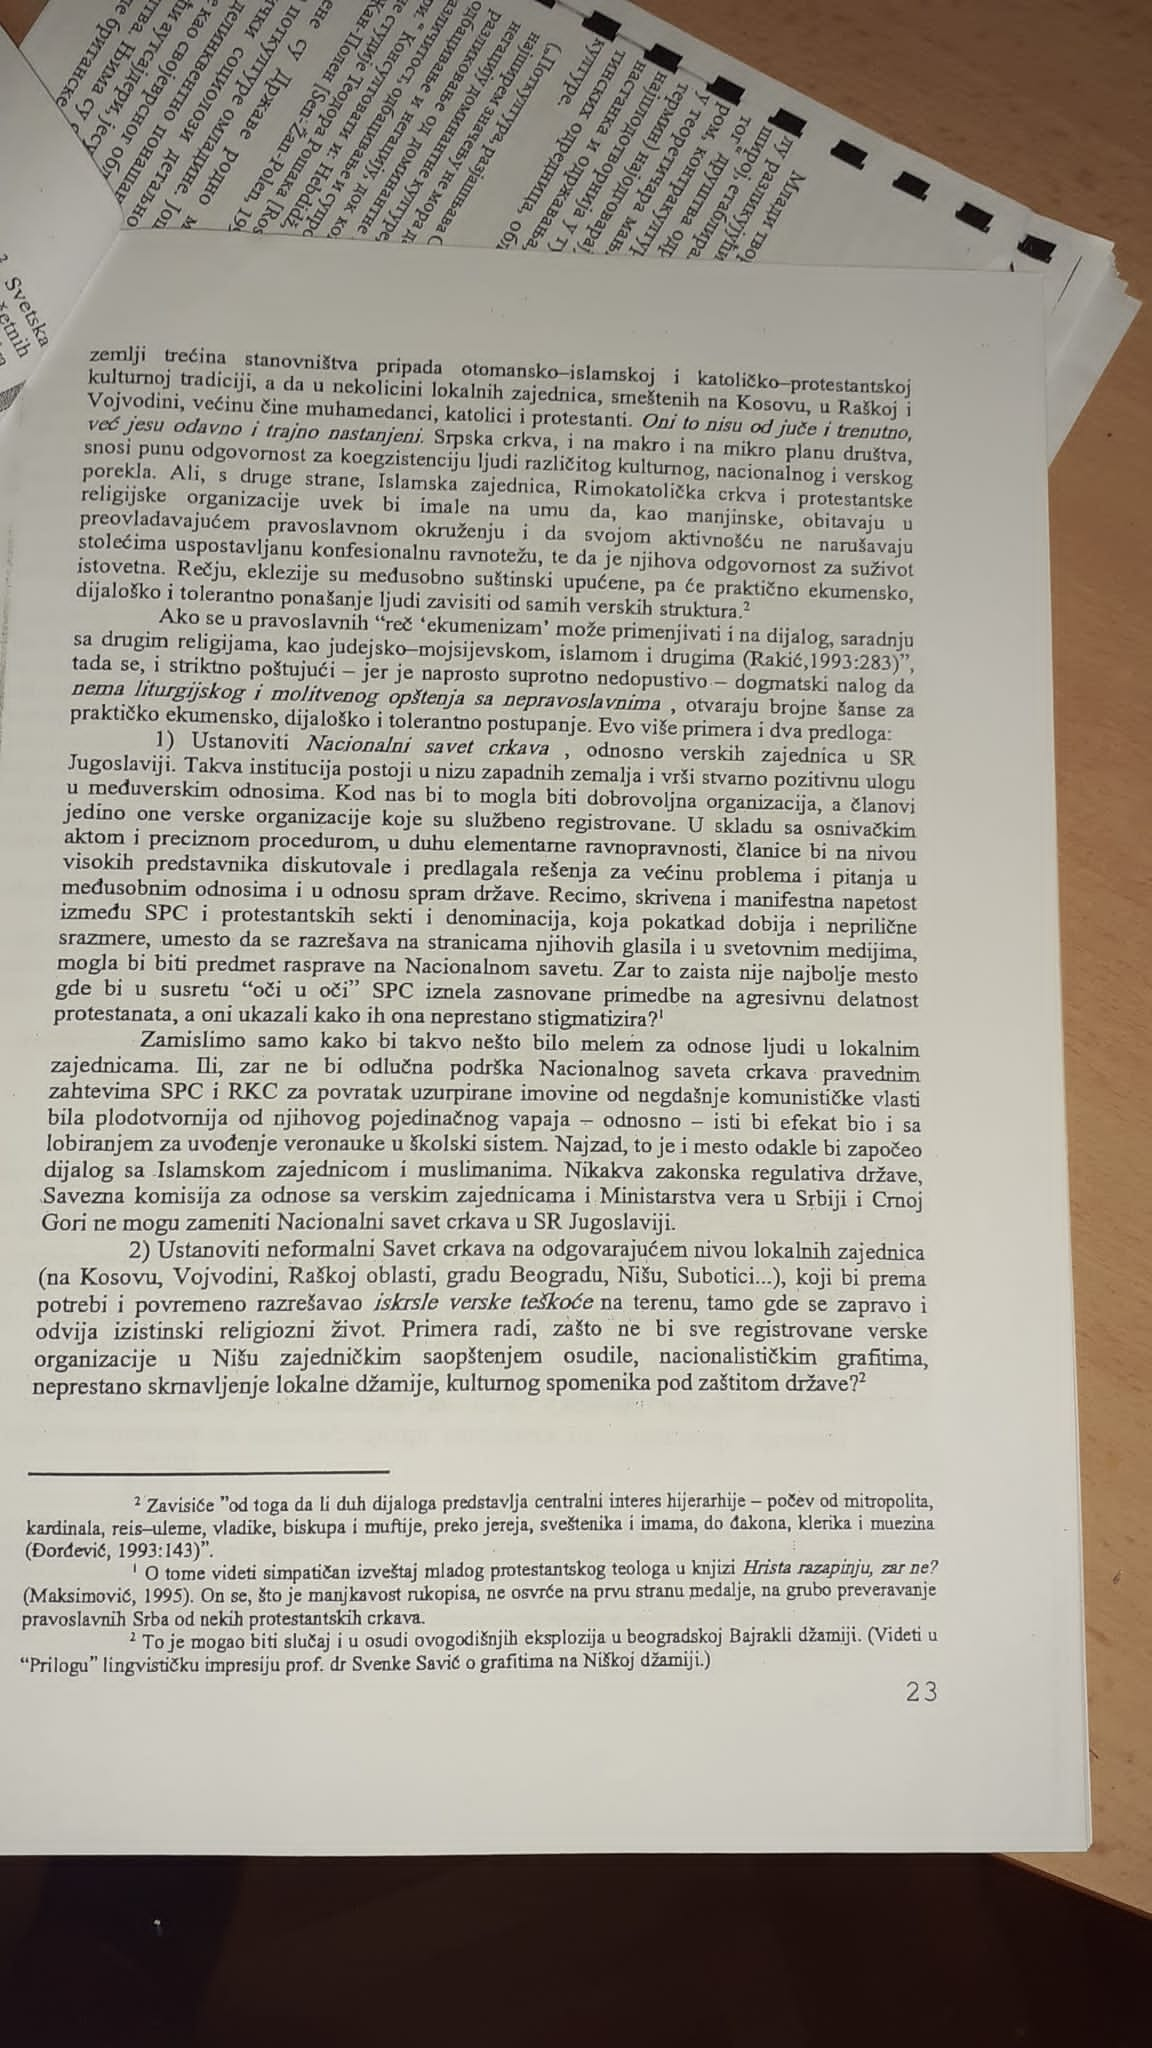 zemlji trećina stanovništva pripada otomansko–islamskoj i katoličko–protestantskoj
kulturnoj tradiciji, a da u nekolicini lokalnih zajednica, smeštenih na Kosovu, u Raškoj i
Vojvodini, većinu čine muhamedanci, katolici i protestanti. Oni to nisu od juče i trenutno,
već jesu odavno i trajno nastanjeni. Srpska crkva, i na makro i na mikro planu društva,
snosi punu odgovornost za koegzistenciju ljudi različitog kulturnog, nacionalnog i verskog
porekla. Ali, s druge strane, Islamska zajednica, Rimokatolička crkva i protestantske
religijske organizacije uvek bi imale na umu da, kao manjinske, obitavaju u
preovladavajućem pravoslavnom okruženju i da svojom aktivnošću ne narušavaju
stolećima uspostavljanu konfesionalnu ravnotežu, te da je njihova odgovornost za suživot
istovetna. Rečju, eklezije su međusobno suštinski upućene, pa će praktično ekumensko,
dijaloško i tolerantno ponašanje ljudi zavisiti od samih verskih struktura.²
Ako se u pravoslavnih “reč ‘ekumenizam’ može primenjivati i na dijalog, saradnju
sa drugim religijama, kao judejsko–mojsijevskom, islamom i drugima (Rakić,1993:283)”,
tada se, i striktno poštujući – jer je naprosto suprotno nedopustivo – dogmatski nalog da
nema liturgijskog i molitvenog opštenja sa nepravoslavnima , otvaraju brojne šanse za
praktičko ekumensko, dijaloško i tolerantno postupanje. Evo više primera i dva predloga:
1) Ustanoviti Nacionalni savet crkava , odnosno verskih zajednica u SR
Jugoslaviji. Takva institucija postoji u nizu zapadnih zemalja i vrši stvarno pozitivnu ulogu
u međuverskim odnosima. Kod nas bi to mogla biti dobrovoljna organizacija, a članovi
jedino one verske organizacije koje su službeno registrovane. U skladu sa osnivačkim
aktom i preciznom procedurom, u duhu elementarne ravnopravnosti, članice bi na nivou
visokih predstavnika diskutovale i predlagala rešenja za većinu problema i pitanja u
međusobnim odnosima i u odnosu spram države. Recimo, skrivena i manifestna napetost
između SPC i protestantskih sekti i denominacija, koja pokatkad dobija i neprilične
srazmere, umesto da se razrešava na stranicama njihovih glasila i u svetovnim medijima,
mogla bi biti predmet rasprave na Nacionalnom savetu. Zar to zaista nije najbolje mesto
gde bi u susretu “oči u oči” SPC iznela zasnovane primedbe na agresivnu delatnost
protestanata, a oni ukazali kako ih ona neprestano stigmatizira?¹
Zamislimo samo kako bi takvo nešto bilo melem za odnose ljudi u lokalnim
zajednicama. Ili, zar ne bi odlučna podrška Nacionalnog saveta crkava pravednim
zahtevima SPC i RKC za povratak uzurpirane imovine od negdašnje komunističke vlasti
bila plodotvornija od njihovog pojedinačnog vapaja – odnosno – isti bi efekat bio i sa
lobiranjem za uvođenje veronauke u školski sistem. Najzad, to je i mesto odakle bi započeo
dijalog sa Islamskom zajednicom i muslimanima. Nikakva zakonska regulativa države,
Savezna komisija za odnose sa verskim zajednicama i Ministarstva vera u Srbiji i Crnoj
Gori ne mogu zameniti Nacionalni savet crkava u SR Jugoslaviji.
2) Ustanoviti neformalni Savet crkava na odgovarajućem nivou lokalnih zajednica
(na Kosovu, Vojvodini, Raškoj oblasti, gradu Beogradu, Nišu, Subotici...), koji bi prema
potrebi i povremeno razrešavao iskrsle verske teškoće na terenu, tamo gde se zapravo i
odvija izistinski religiozni život. Primera radi, zašto ne bi sve registrovane verske
organizacije u Nišu zajedničkim saopštenjem osudile, nacionalističkim grafitima,
neprestano skrnavljenje lokalne džamije, kulturnog spomenika pod zaštitom države?²
² Zavisiće ”od toga da li duh dijaloga predstavlja centralni interes hijerarhije – počev od mitropolita,
kardinala, reis–uleme, vladike, biskupa i muftije, preko jereja, sveštenika i imama, do đakona, klerika i muezina
(Đorđević, 1993:143)”.
¹ O tome videti simpatičan izveštaj mladog protestantskog teologa u knjizi Hrista razapinju, zar ne?
(Maksimović, 1995). On se, što je manjkavost rukopisa, ne osvrće na prvu stranu medalje, na grubo preveravanje
pravoslavnih Srba od nekih protestantskih crkava.
² To je mogao biti slučaj i u osudi ovogodišnjih eksplozija u beogradskoj Bajrakli džamiji. (Videti u
“Prilogu” lingvističku impresiju prof. dr Svenke Savić o grafitima na Niškoj džamiji.)
23